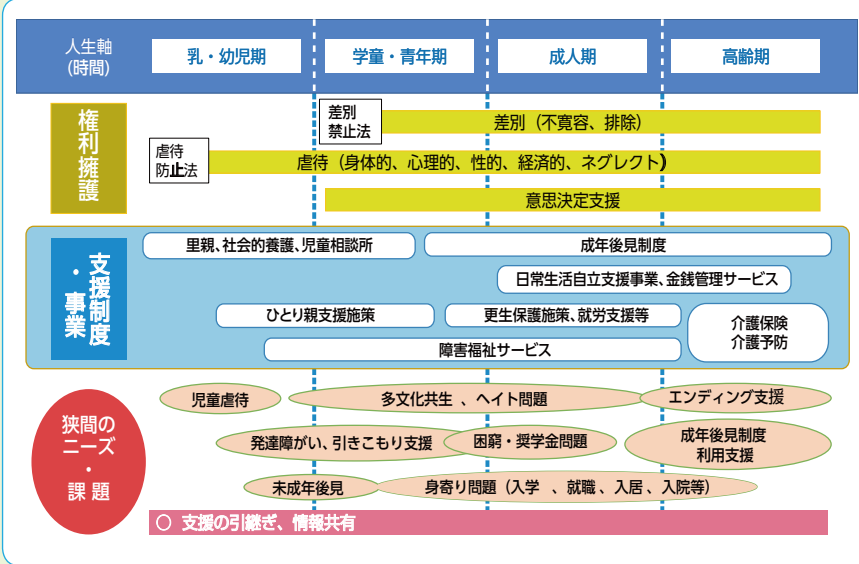 人生軸
(時間)
乳・幼児期
学童・青年期
成人期
高齢期
権利擁護
差別
禁止法
差別（不寛容、排除）
虐待
防止法
虐待（身体的、心理的、性的、経済的、ネグレクト）
意思決定支援
支援制度
・事業
里親、社会的養護、児童相談所
成年後見制度
日常生活自立支援事業、金銭管理サービス
ひとり親支援施策
更生保護施策、就労支援等
介護保険
介護予防
障害福祉サービス
狭間の
ニーズ
・
課題
児童虐待
多文化共生 、ヘイト問題
エンディング支援
発達障がい、引きこもり支援
困窮・奨学金問題
成年後見制度
利用支援
未成年後見
身寄り問題（入学 、就職 、入居 、入院等）
○ 支援の引継ぎ、情報共有